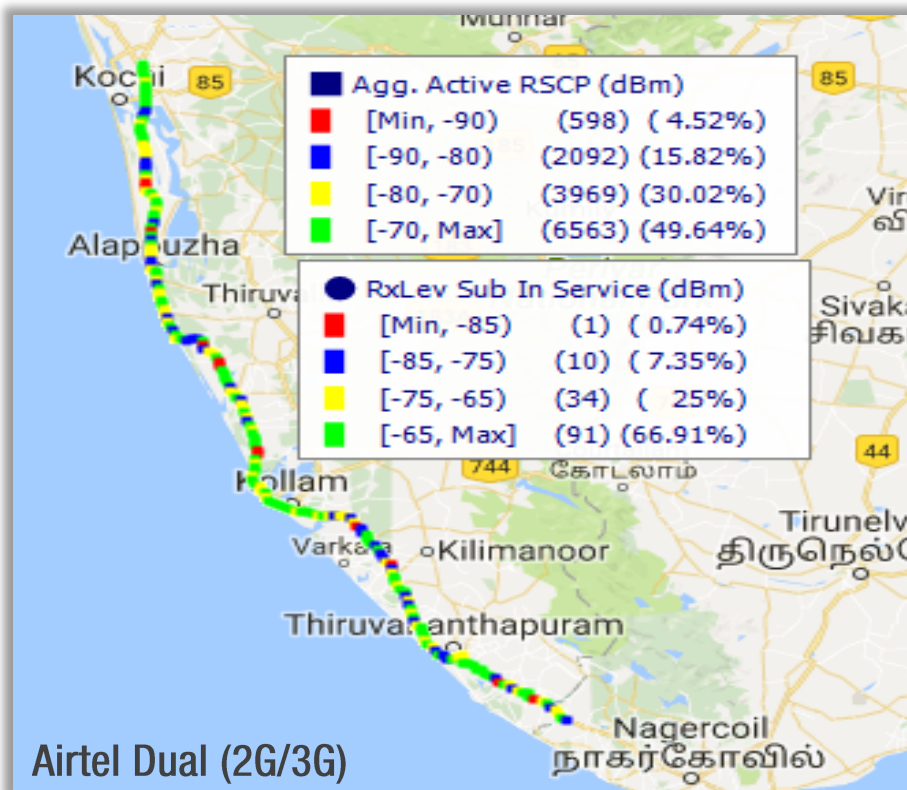 Munnar
Kochi
85
85
Agg. Active RSCP (dBm)
[Min, -90) (598) ( 4.52%)
[-90, -80) (2092) (15.82%)
[-80, -70) (3969) (30.02%)
[-70, Max] (6563) (49.64%)
Alappuzha
RxLev Sub In Service (dBm)
[Min, -85) (1) ( 0.74%)
[-85, -75) (10) ( 7.35%)
[-75, -65) (34) ( 25%)
[-65, Max] (91) (66.91%)
Vir
வி
Thiruval
Sivaka
சிவக
44
744
Kollam
கோடலாம்
Tirunelv
திருநெல்
Varkala
Kilimanoor
Thiruvananthapuram
Nagercoil
நாகர்கோவில்
Airtel Dual (2G/3G)